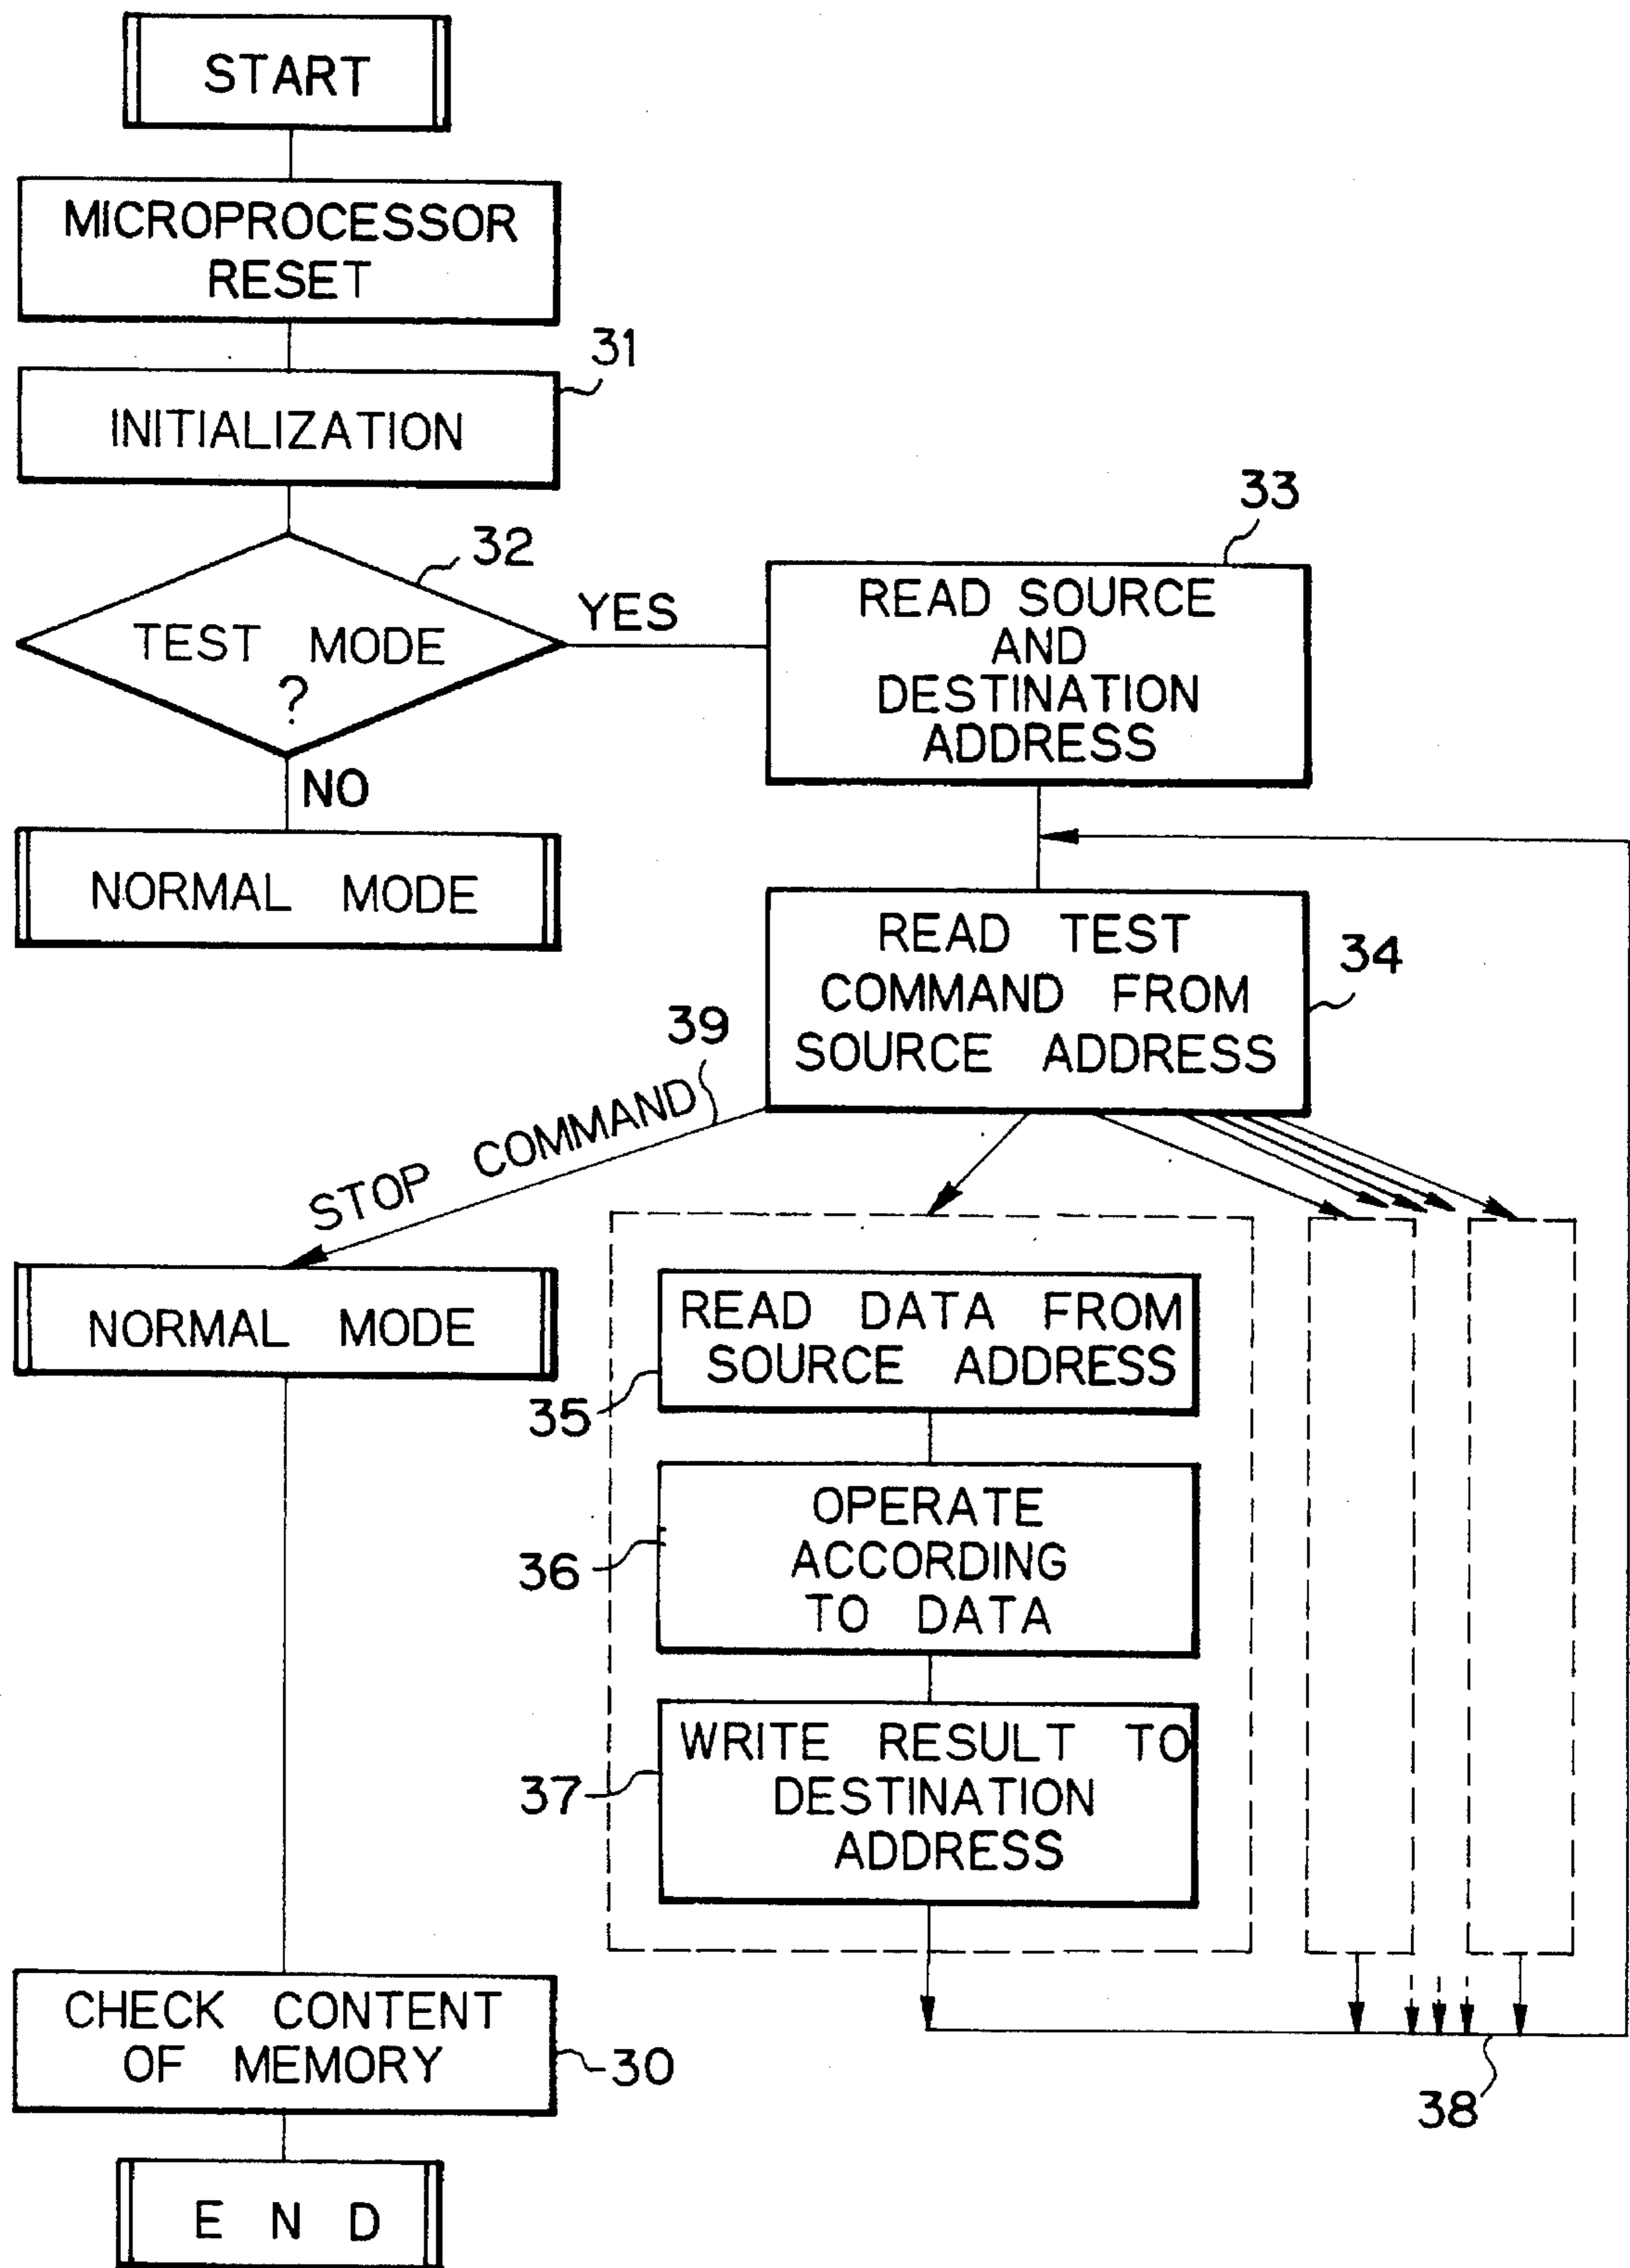 START
MICROPROCESSOR
RESET
31
INITIALIZATION
32
TEST MODE
?
YES
NO
NORMAL MODE
33
READ SOURCE
AND
DESTINATION
ADDRESS
34
READ TEST
COMMAND FROM
SOURCE ADDRESS
39
STOP COMMAND
NORMAL MODE
READ DATA FROM
SOURCE ADDRESS
35
OPERATE
ACCORDING
TO DATA
36
WRITE RESULT TO
DESTINATION
ADDRESS
37
38
CHECK CONTENT
OF MEMORY
30
E N D